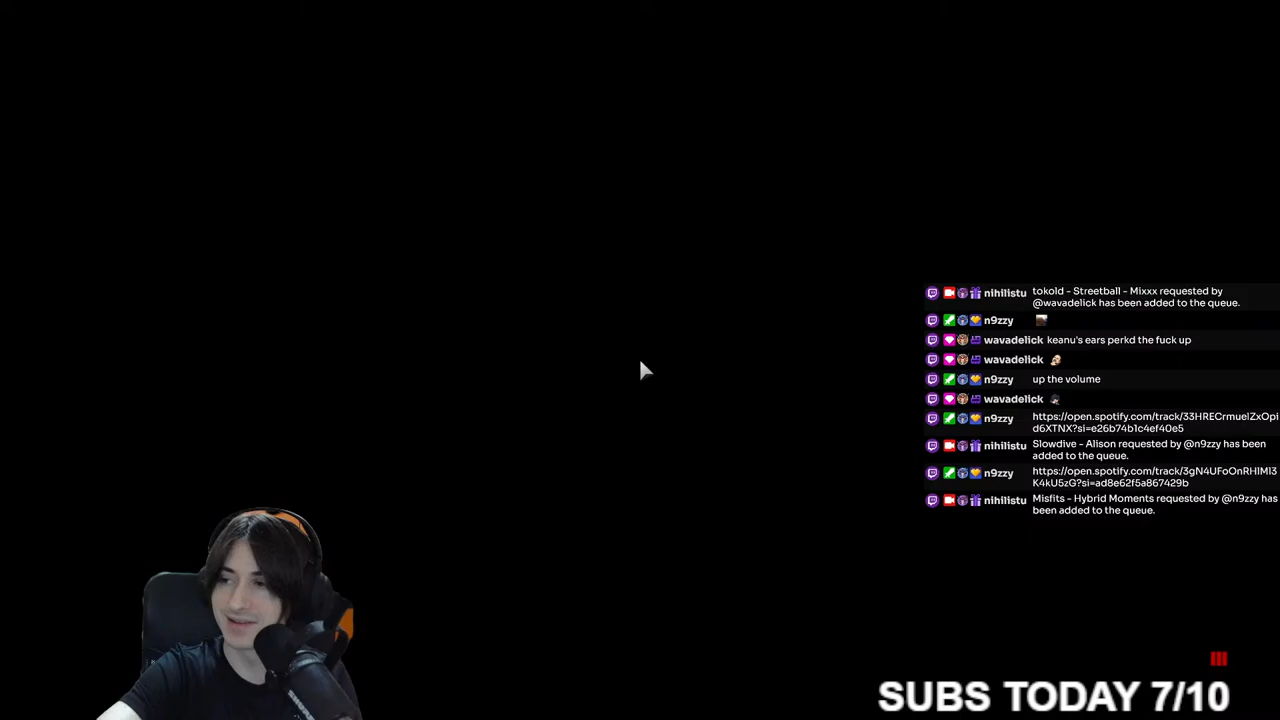 nihilistu tokold - Streetball - Mixxx requested by
@wavadelick has been added to the queue.
n9zzy
wavadelick keanu's ears perkd the fuck up
wavadelick
n9zzy up the volume
wavadelick
n9zzy https://open.spotify.com/track/33HRECrmuelZxOpi
d6XTNX?si=e26b74b1c4ef40e5
nihilistu Slowdive - Alison requested by @n9zzy has been
added to the queue.
n9zzy https://open.spotify.com/track/3gN4UFoOnRHIMl3
K4kU5zG?si=ad8e62f5a867429b
nihilistu Misfits - Hybrid Moments requested by @n9zzy has
been added to the queue.
SUBS TODAY 7/10